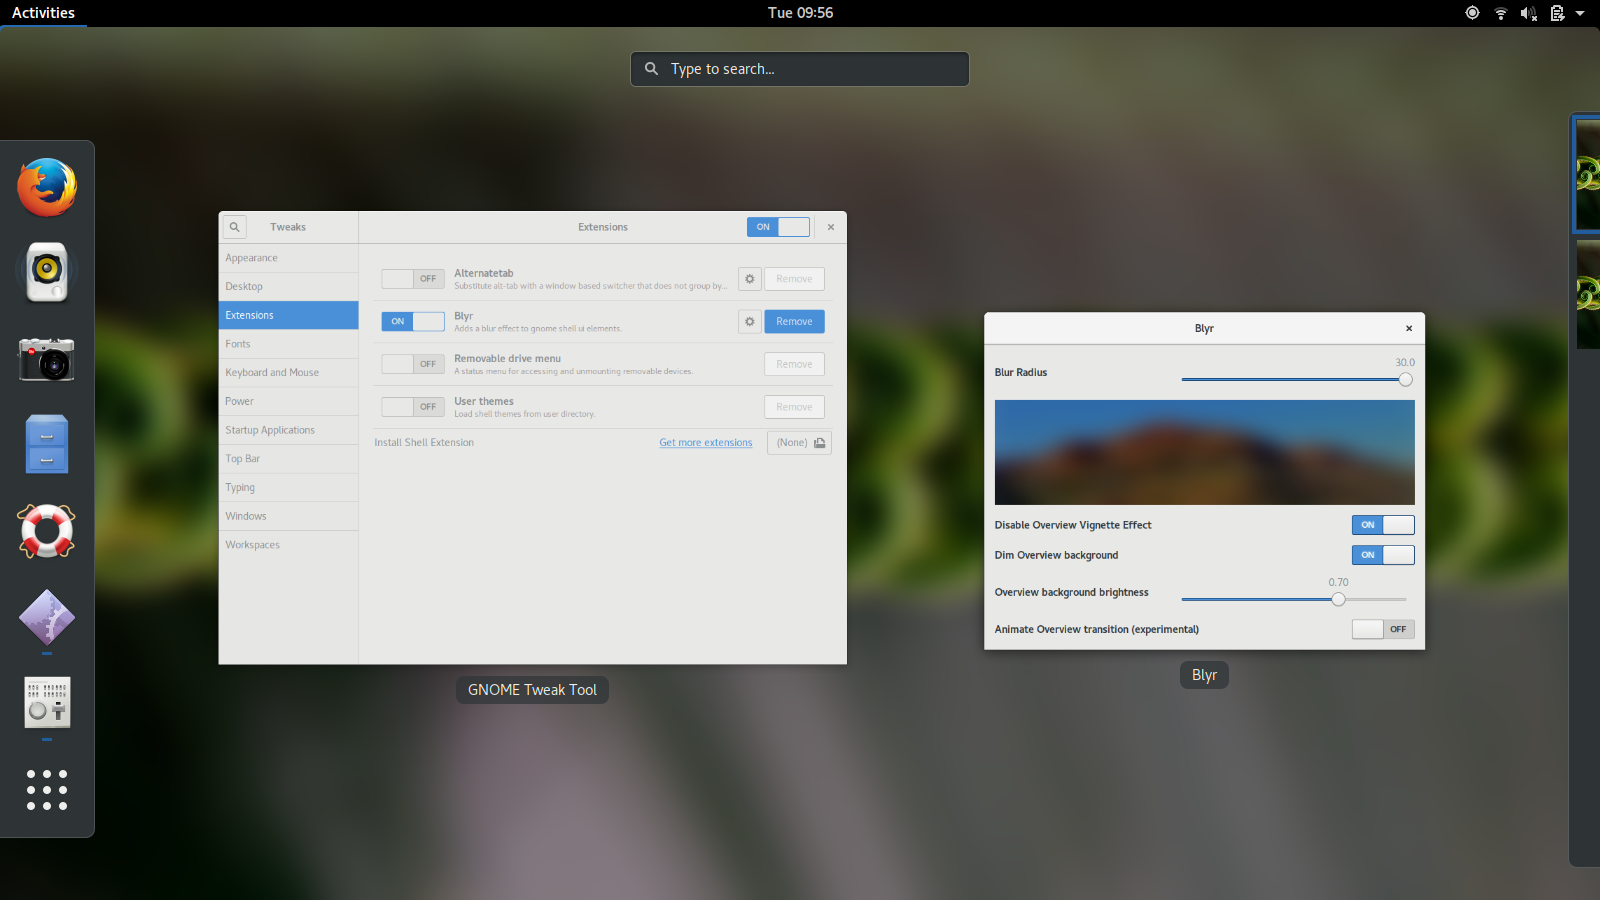 Activities
Tue 09:56
Type to search...
Tweaks
Extensions
ON
Appearance
Desktop
Extensions
Fonts
Keyboard and Mouse
Power
Startup Applications
Top Bar
Typing
Windows
Workspaces
OFF
Alternatetab
Substitute alt-tab with a window based switcher that does not group by...
Remove
ON
Blyr
Adds a blur effect to gnome shell ui elements.
Remove
OFF
Removable drive menu
A status menu for accessing and unmounting removable devices.
Remove
OFF
User themes
Load shell themes from user directory.
Remove
Install Shell Extension
Get more extensions
(None)
GNOME Tweak Tool
Blyr
Blur Radius
30.0
Disable Overview Vignette Effect
ON
Dim Overview background
ON
Overview background brightness
0.70
Animate Overview transition (experimental)
OFF
Blyr